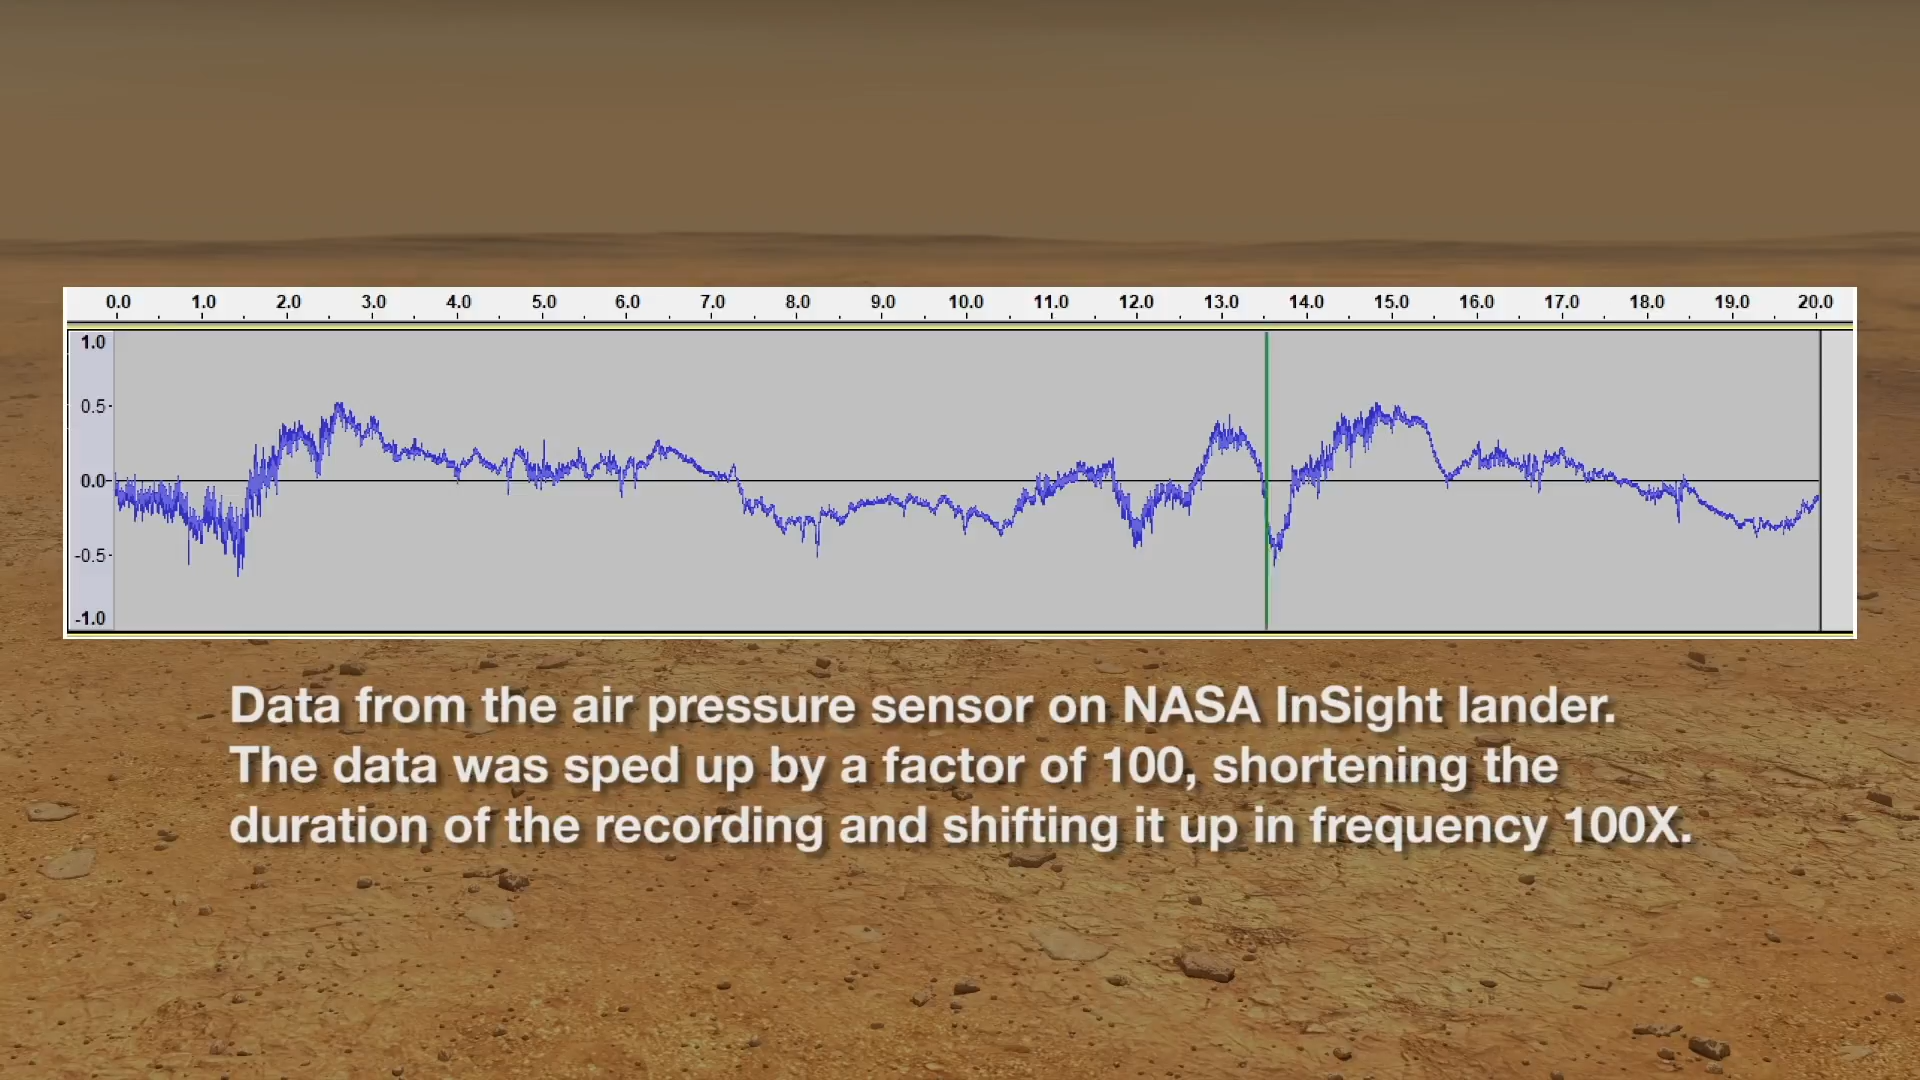 0.0 1.0 2.0 3.0 4.0 5.0 6.0 7.0 8.0 9.0 10.0 11.0 12.0 13.0 14.0 15.0 16.0 17.0 18.0 19.0 20.0
1.0
0.5
0.0
-0.5
-1.0
Data from the air pressure sensor on NASA InSight lander.
The data was sped up by a factor of 100, shortening the
duration of the recording and shifting it up in frequency 100X.